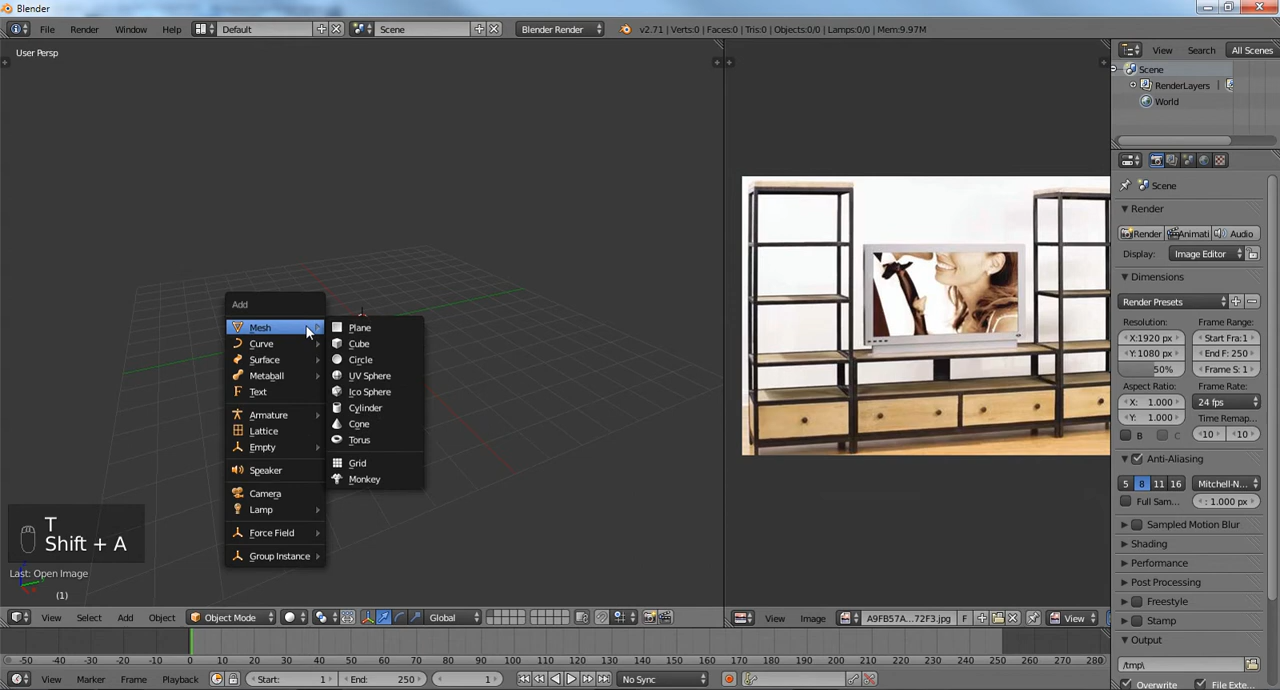 Blender
File Render Window Help Default Scene Blender Render v2.71 | Verts:0 | Faces:0 | Tris:0 | Objects:0/0 | Lamps:0/0 | Mem:9.97M
User Persp
View Search All Scenes
Scene
RenderLayers
World
Scene
Render
Render Animati Audio
Display: Image Editor
Dimensions
Render Presets
Resolution: Frame Range:
X:1920 px Start Fra:1
Y:1080 px End F: 250
50% Frame S: 1
Aspect Ratio: Frame Rate:
X: 1.000 24 fps
Y: 1.000 Time Remap...
B C 10 10
Anti-Aliasing
5 8 11 16 Mitchell-N...
Full Sam... : 1.000 px
Sampled Motion Blur
Shading
Performance
Post Processing
Freestyle
Stamp
Output
/tmp\
Overwrite File Exte
Add
Mesh
Curve
Surface
Metaball
Text
Armature
Lattice
Empty
Speaker
Camera
Lamp
Force Field
Group Instance
Plane
Cube
Circle
UV Sphere
Ico Sphere
Cylinder
Cone
Torus
Grid
Monkey
T
Shift + A
Last: Open Image
(1)
View Select Add Object Object Mode Global
View Image A9FB57A...72F3.jpg F View
-50 -40 -30 -20 -10 0 10 20 30 40 50 60 70 80 90 100 110 120 130 140 150 160 170 180 190 200 210 220 230 240 250 260 270 280
View Marker Frame Playback Start: 1 End: 250 1 No Sync